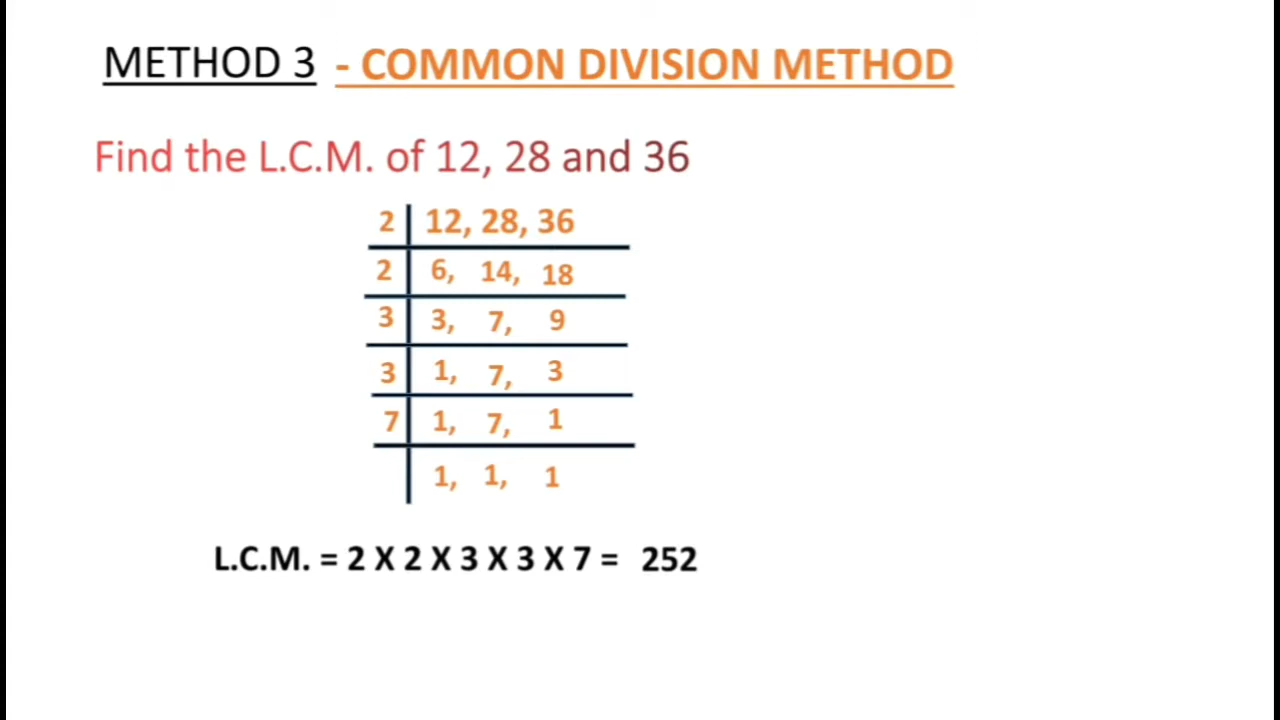 METHOD 3 - COMMON DIVISION METHOD
Find the L.C.M. of 12, 28 and 36
2 12, 28, 36
2 6, 14, 18
3 3, 7, 9
3 1, 7, 3
7 1, 7, 1
1, 1, 1
L.C.M. = 2 X 2 X 3 X 3 X 7 = 252